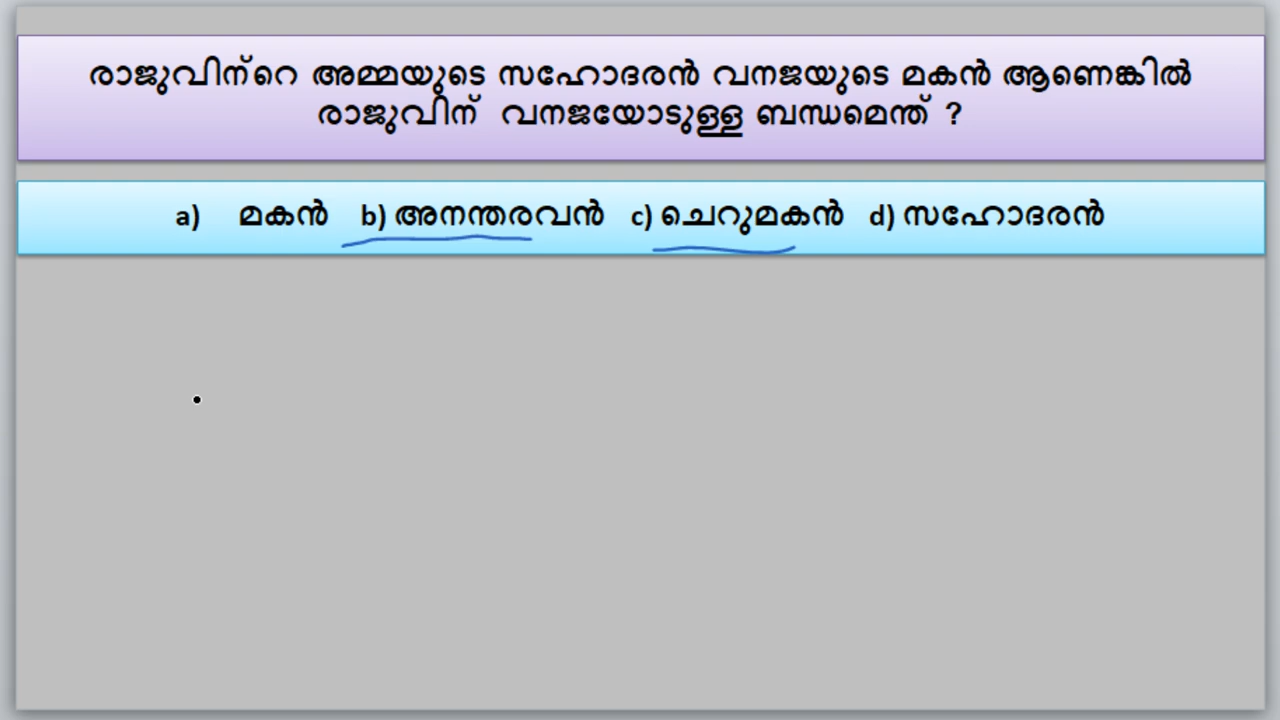 രാജുവിന്റെ അമ്മയുടെ സഹോദരൻ വനജയുടെ മകൻ ആണെങ്കിൽ
രാജുവിന് വനജയോടുള്ള ബന്ധമെന്ത് ?
a) മകൻ b) അനന്തരവൻ c) ചെറുമകൻ d) സഹോദരൻ